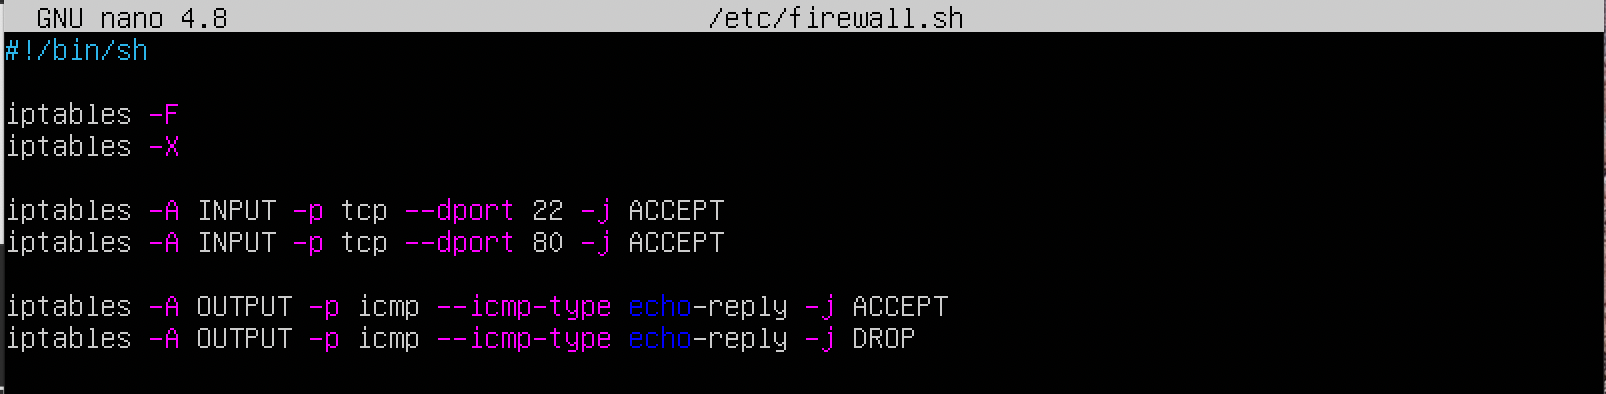 GNU nano 4.8 /etc/firewall.sh
#!/bin/sh
iptables -F
iptables -X
iptables -A INPUT -p tcp --dport 22 -j ACCEPT
iptables -A INPUT -p tcp --dport 80 -j ACCEPT
iptables -A OUTPUT -p icmp --icmp-type echo-reply -j ACCEPT
iptables -A OUTPUT -p icmp --icmp-type echo-reply -j DROP